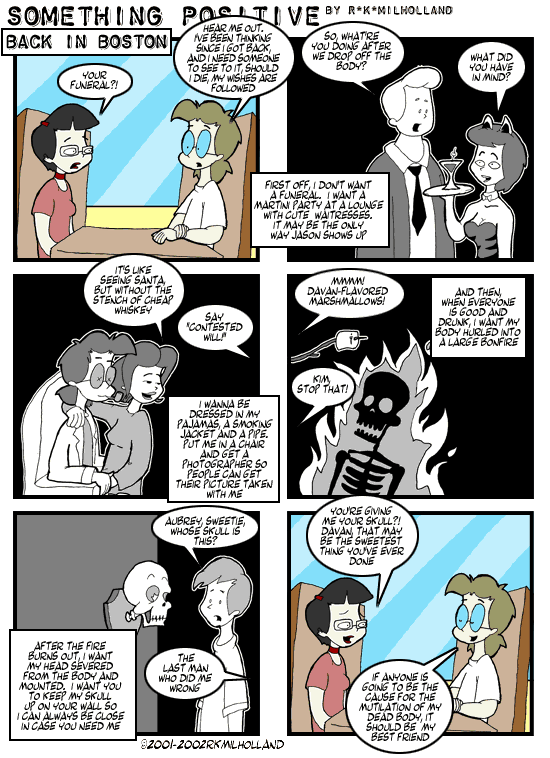 SOMETHING POSITIVE BY R*K*MILHOLLAND
BACK IN BOSTON
YOUR
FUNERAL?!
HEAR ME OUT.
I'VE BEEN THINKING
SINCE I GOT BACK,
AND I NEED SOMEONE
TO SEE TO IT, SHOULD
I DIE, MY WISHES ARE
FOLLOWED
SO, WHAT'RE
YOU DOING AFTER
WE DROP OFF THE
BODY?
WHAT DID
YOU HAVE
IN MIND?
FIRST OFF, I DON'T WANT
A FUNERAL. I WANT A
MARTINI PARTY AT A LOUNGE
WITH CUTE WAITRESSES.
IT MAY BE THE ONLY
WAY JASON SHOWS UP
IT'S LIKE
SEEING SANTA,
BUT WITHOUT THE
STENCH OF CHEAP
WHISKEY
SAY
"CONTESTED
WILL!"
I WANNA BE
DRESSED IN MY
PAJAMAS, A SMOKING
JACKET AND A PIPE.
PUT ME IN A CHAIR
AND GET A
PHOTOGRAPHER SO
PEOPLE CAN GET
THEIR PICTURE TAKEN
WITH ME
MMMM!
DAVAN-FLAVORED
MARSHMALLOWS!
AND THEN,
WHEN EVERYONE
IS GOOD AND
DRUNK, I WANT MY
BODY HURLED INTO
A LARGE BONFIRE
KIM,
STOP THAT!
AUBREY, SWEETIE,
WHOSE SKULL IS
THIS?
THE
LAST MAN
WHO DID ME
WRONG
AFTER THE FIRE
BURNS OUT, I WANT
MY HEAD SEVERED
FROM THE BODY AND
MOUNTED. I WANT YOU
TO KEEP MY SKULL
UP ON YOUR WALL SO
I CAN ALWAYS BE CLOSE
IN CASE YOU NEED ME
YOU'RE GIVING
ME YOUR SKULL?!
DAVAN, THAT MAY
BE THE SWEETEST
THING YOU'VE EVER
DONE
IF ANYONE IS
GOING TO BE THE
CAUSE FOR THE
MUTILATION OF MY
DEAD BODY, IT
SHOULD BE MY
BEST FRIEND
©2001-2002RKMILHOLLAND